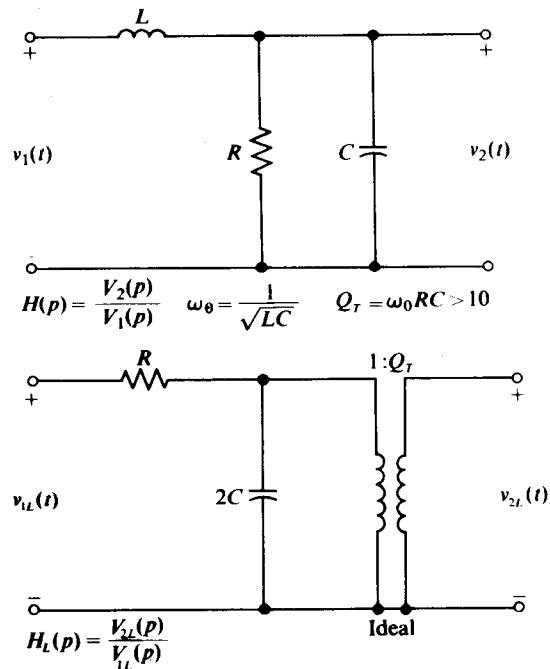 L
+ +
v₁(t) R C v₂(t)
H(p) = V₂(p) / V₁(p) ω₀ = 1 / √LC Q_T = ω₀RC > 10
R 1:Q_T
+ +
v₁L(t) 2C v₂L(t)
Ideal
H_L(p) = V₂L(p) / V₁L(p)